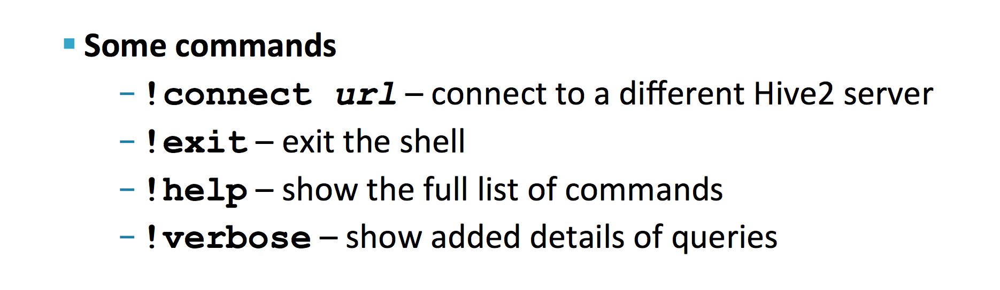 Some commands
– !connect url – connect to a different Hive2 server
– !exit – exit the shell
– !help – show the full list of commands
– !verbose – show added details of queries